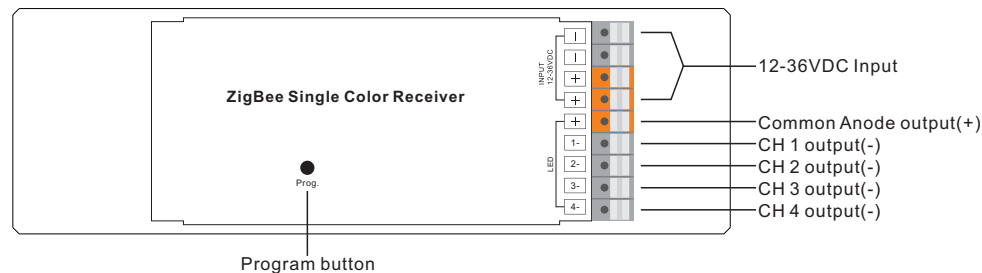 INPUT
12-36VDC
12-36VDC Input
ZigBee Single Color Receiver
+
+
+
Common Anode output(+)
LED
1-
CH 1 output(-)
2-
CH 2 output(-)
Prog.
3-
CH 3 output(-)
4-
CH 4 output(-)
Program button